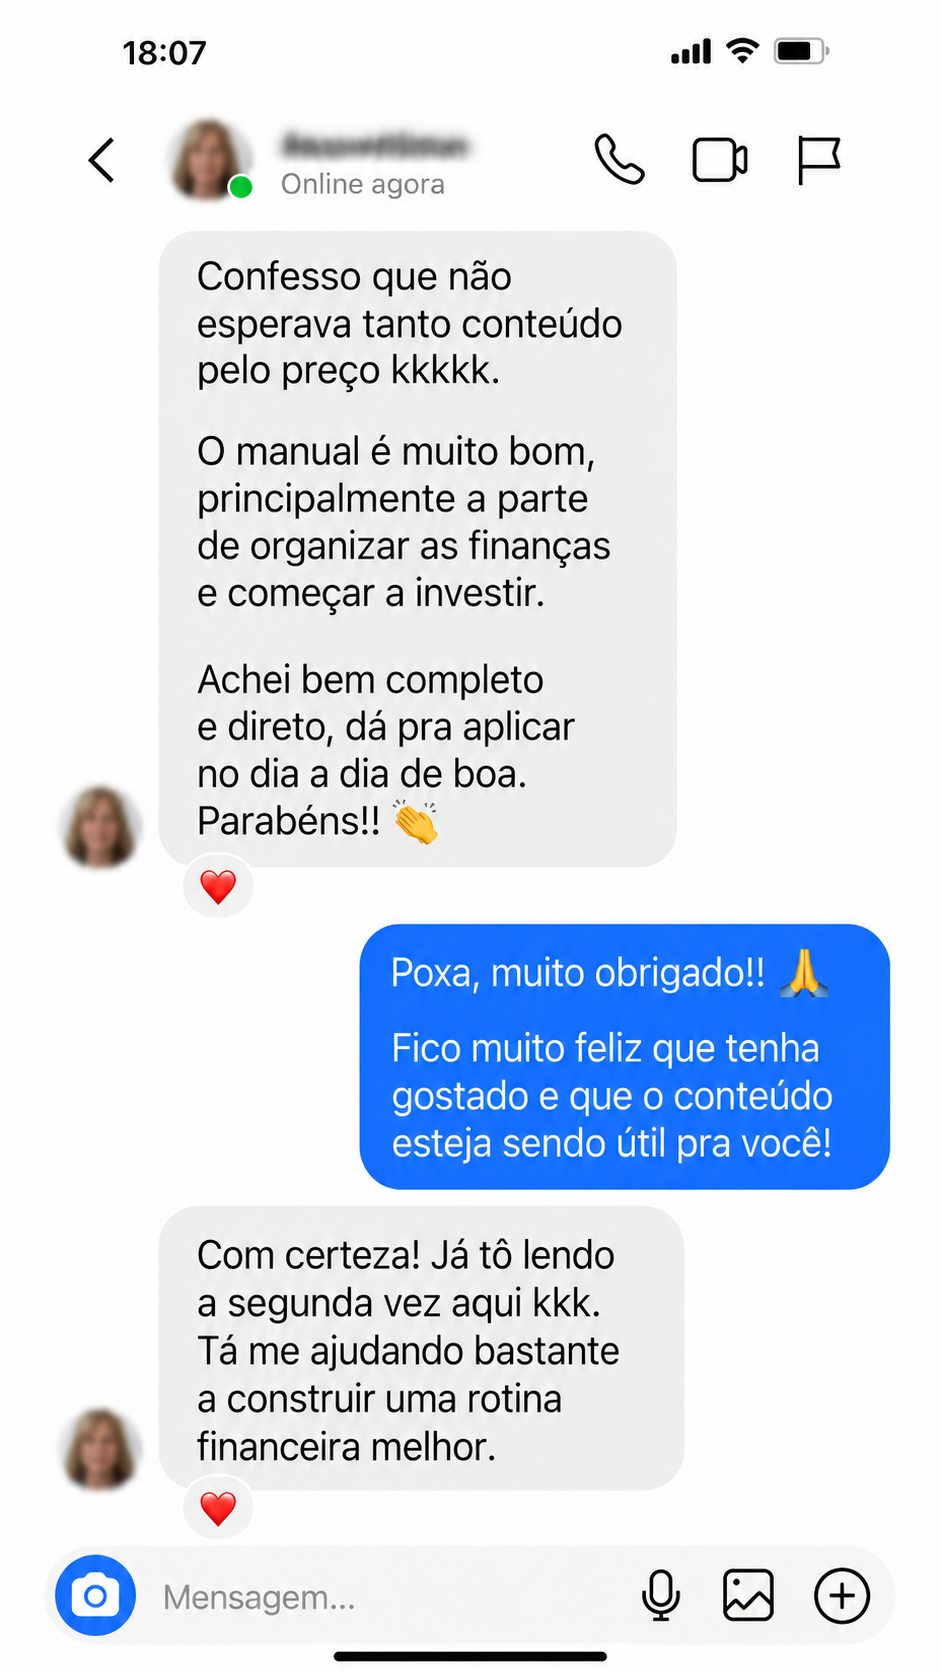 18:07
Online agora
Confesso que não
esperava tanto conteúdo
pelo preço kkkkk.
O manual é muito bom,
principalmente a parte
de organizar as finanças
e começar a investir.
Achei bem completo
e direto, dá pra aplicar
no dia a dia de boa.
Parabéns!! 👏
Poxa, muito obrigado!! 🙏
Fico muito feliz que tenha
gostado e que o conteúdo
esteja sendo útil pra você!
Com certeza! Já tô lendo
a segunda vez aqui kkk.
Tá me ajudando bastante
a construir uma rotina
financeira melhor.
Mensagem...